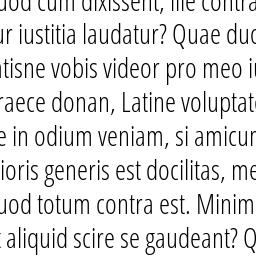 uod cum dixissent, ille contra
ur iustitia laudatur? Quae duo
atisne vobis videor pro meo iu
raece donan, Latine voluptate
e in odium veniam, si amicum
ioris generis est docilitas, me
uod totum contra est. Minim
t aliquid scire se gaudeant? Q